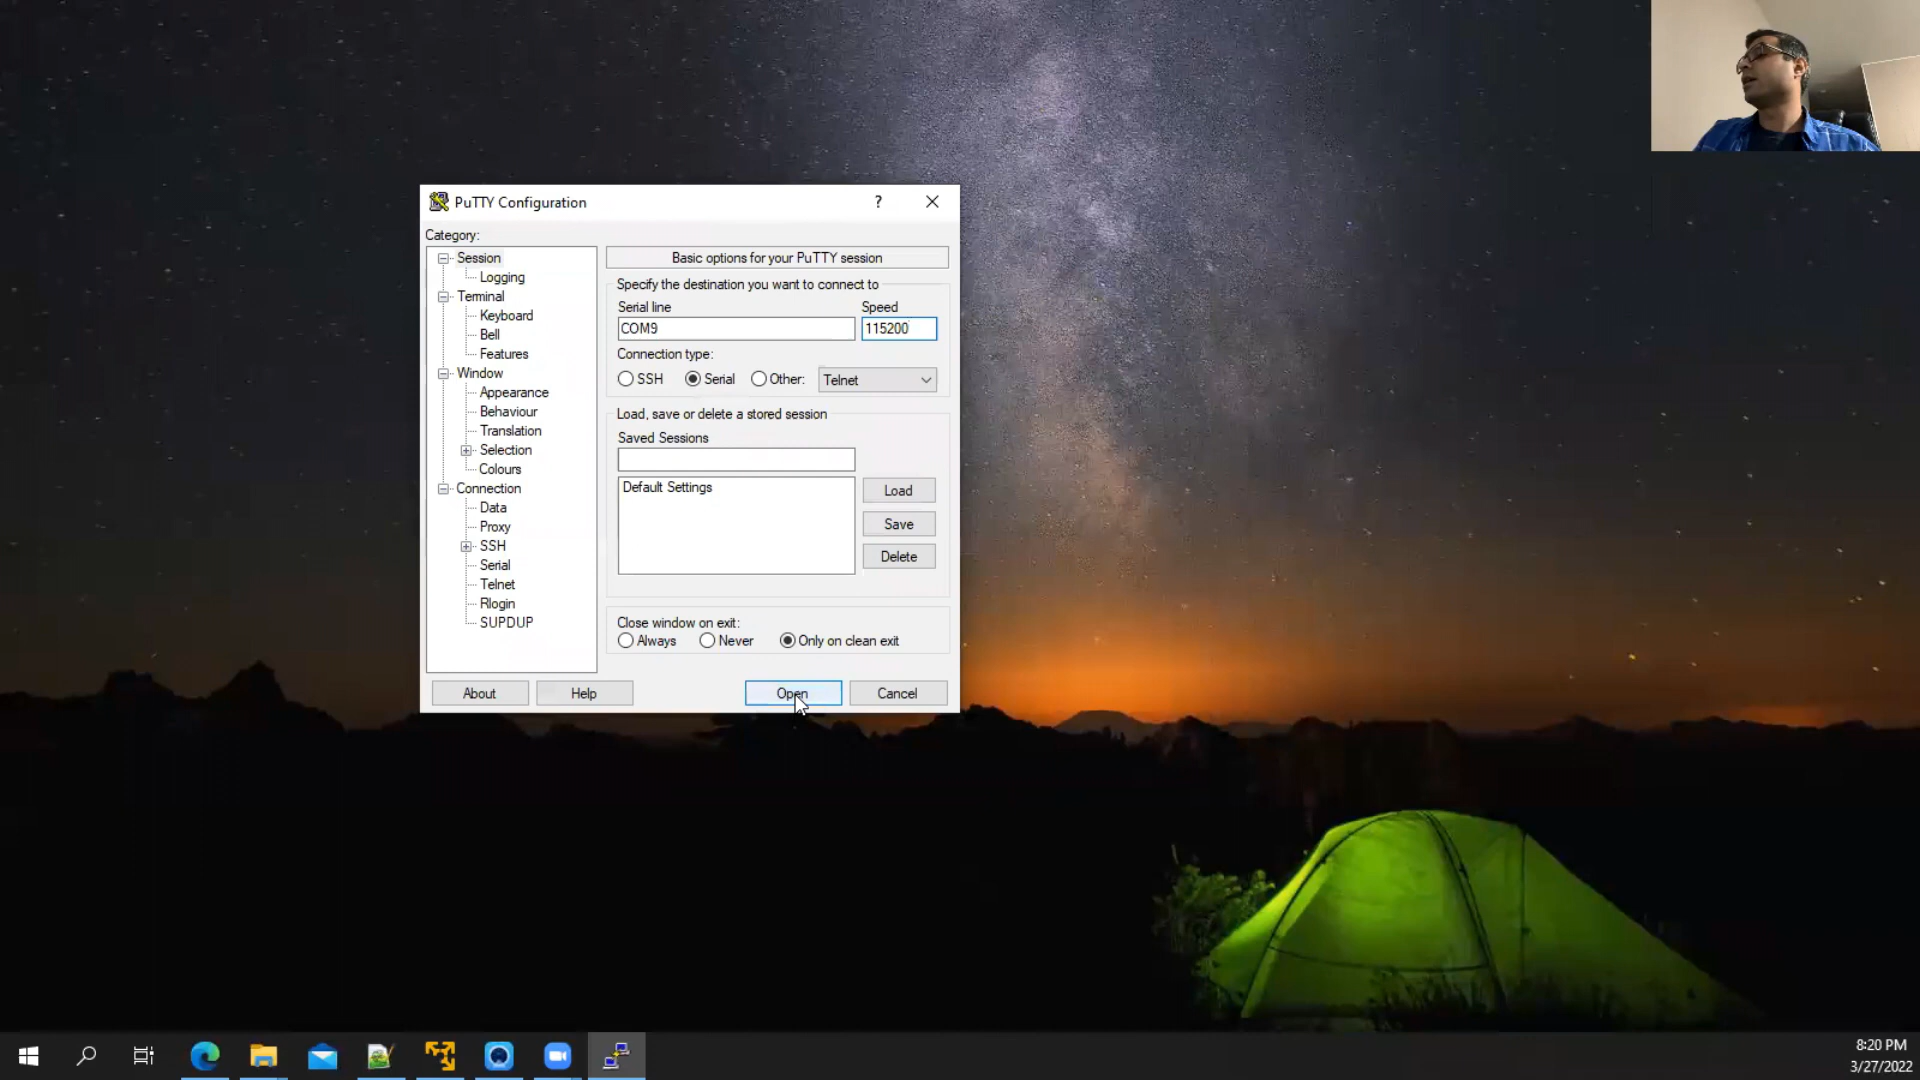 PuTTY Configuration
?
Category:
Session
Logging
Terminal
Keyboard
Bell
Features
Window
Appearance
Behaviour
Translation
Selection
Colours
Connection
Data
Proxy
SSH
Serial
Telnet
Rlogin
SUPDUP
Basic options for your PuTTY session
Specify the destination you want to connect to
Serial line Speed
COM9 115200
Connection type:
SSH Serial Other: Telnet
Load, save or delete a stored session
Saved Sessions
Default Settings
Load
Save
Delete
Close window on exit:
Always Never Only on clean exit
About Help Open Cancel
8:20 PM
3/27/2022